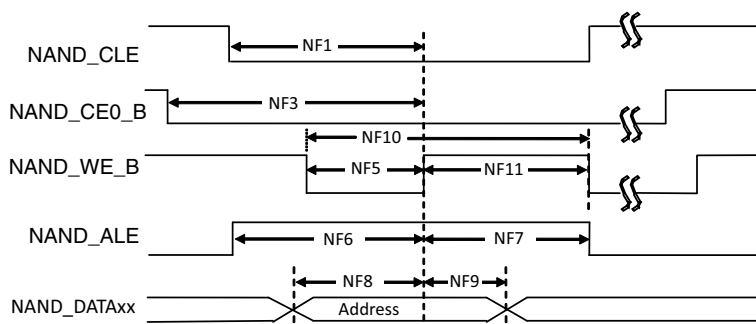 NAND_CLE
NF1
NAND_CE0_B
NF3
NF10
NAND_WE_B
NF5
NF11
NAND_ALE
NF6
NF7
NF8
NF9
NAND_DATAxx
Address